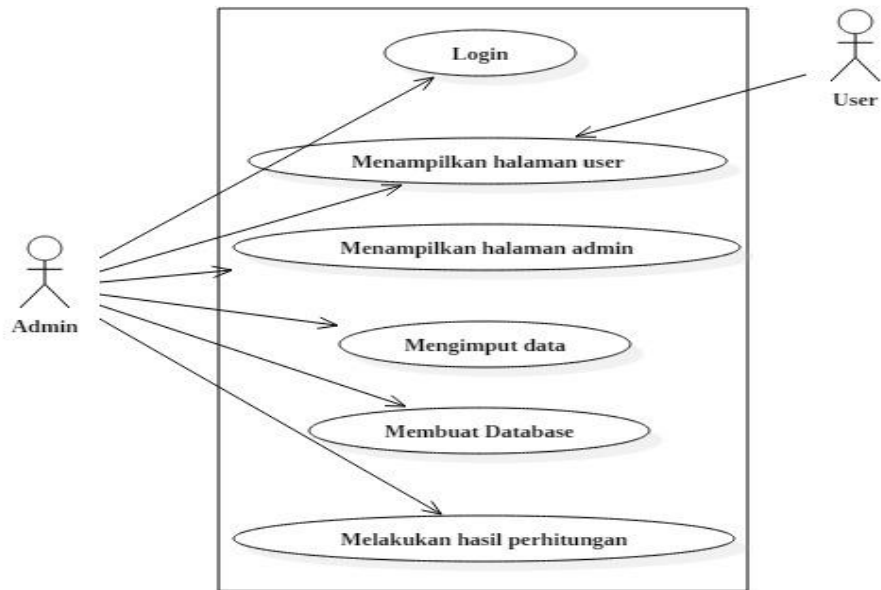 Login
User
Menampilkan halaman user
Menampilkan halaman admin
Admin
Mengimput data
Membuat Database
Melakukan hasil perhitungan